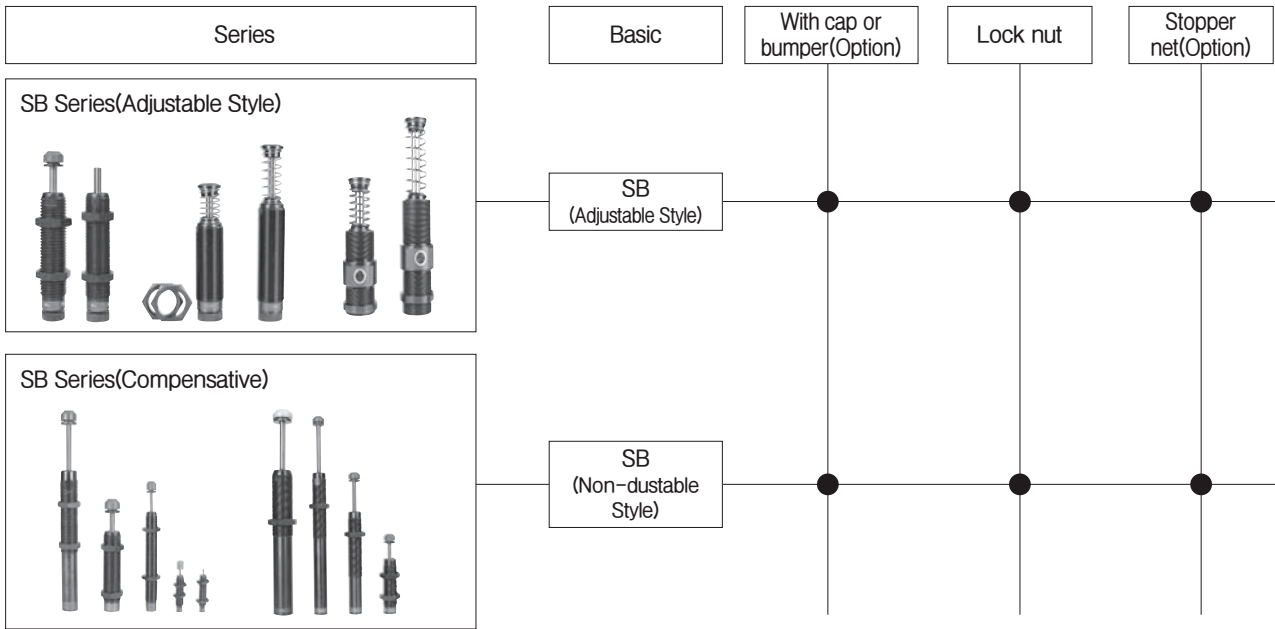 Series
Basic
With cap or
bumper(Option)
Lock nut
Stopper
net(Option)
SB Series(Adjustable Style)
SB
(Adjustable Style)
SB Series(Compensative)
SB
(Non-dustable
Style)